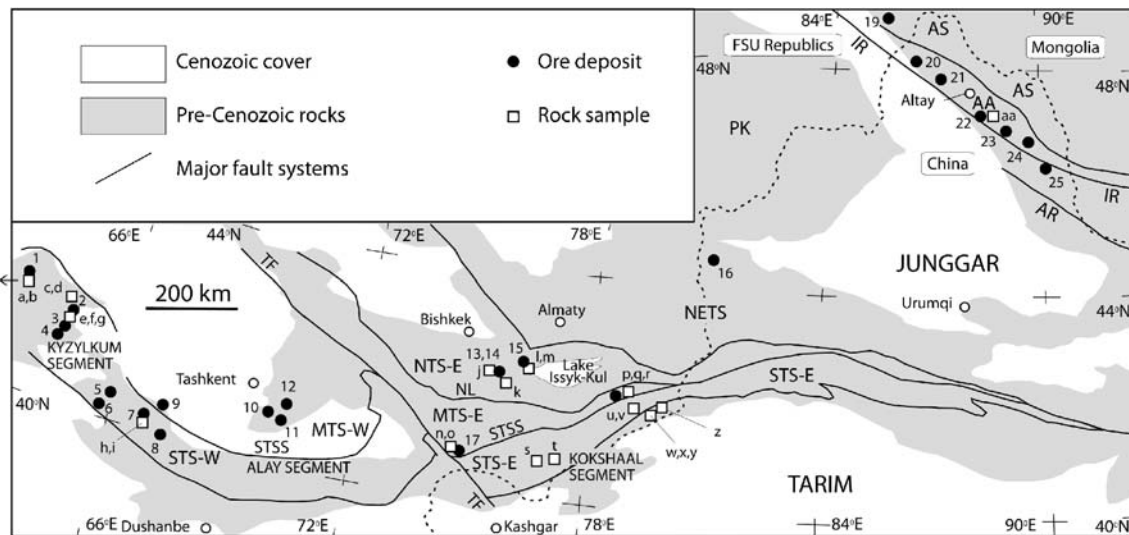 Cenozoic cover
Ore deposit
Pre-Cenozoic rocks
Rock sample
Major fault systems
84°E
19
90°E
AS
IR
FSU Republics
Mongolia
48°N
48°N
20
21
AS
Altay
AA
aa
PK
22
23
24
China
25
IR
AR
66°E
44°N
72°E
78°E
1
TF
JUNGGAR
16
a,b
c,d
2
200 km
3
e,f,g
4
Almaty
NETS
Urumqi
44°N
Bishkek
KYZYLKUM
SEGMENT
13,14
15
l,m
Lake
Issyk-Kul
Tashkent
NTS-E
j
p,q,r
k
STS-E
40°N
5
12
NL
6
9
10
7
MTS-E
11
MTS-W
STSS
u,v
z
h,i
8
STSS
n,o
17
w,x,y
STS-W
ALAY SEGMENT
s
t
STS-E
KOKSHAAL
SEGMENT
TARIM
TF
66°E
Dushanbe
72°E
Kashgar
78°E
84°E
90°E
40°N